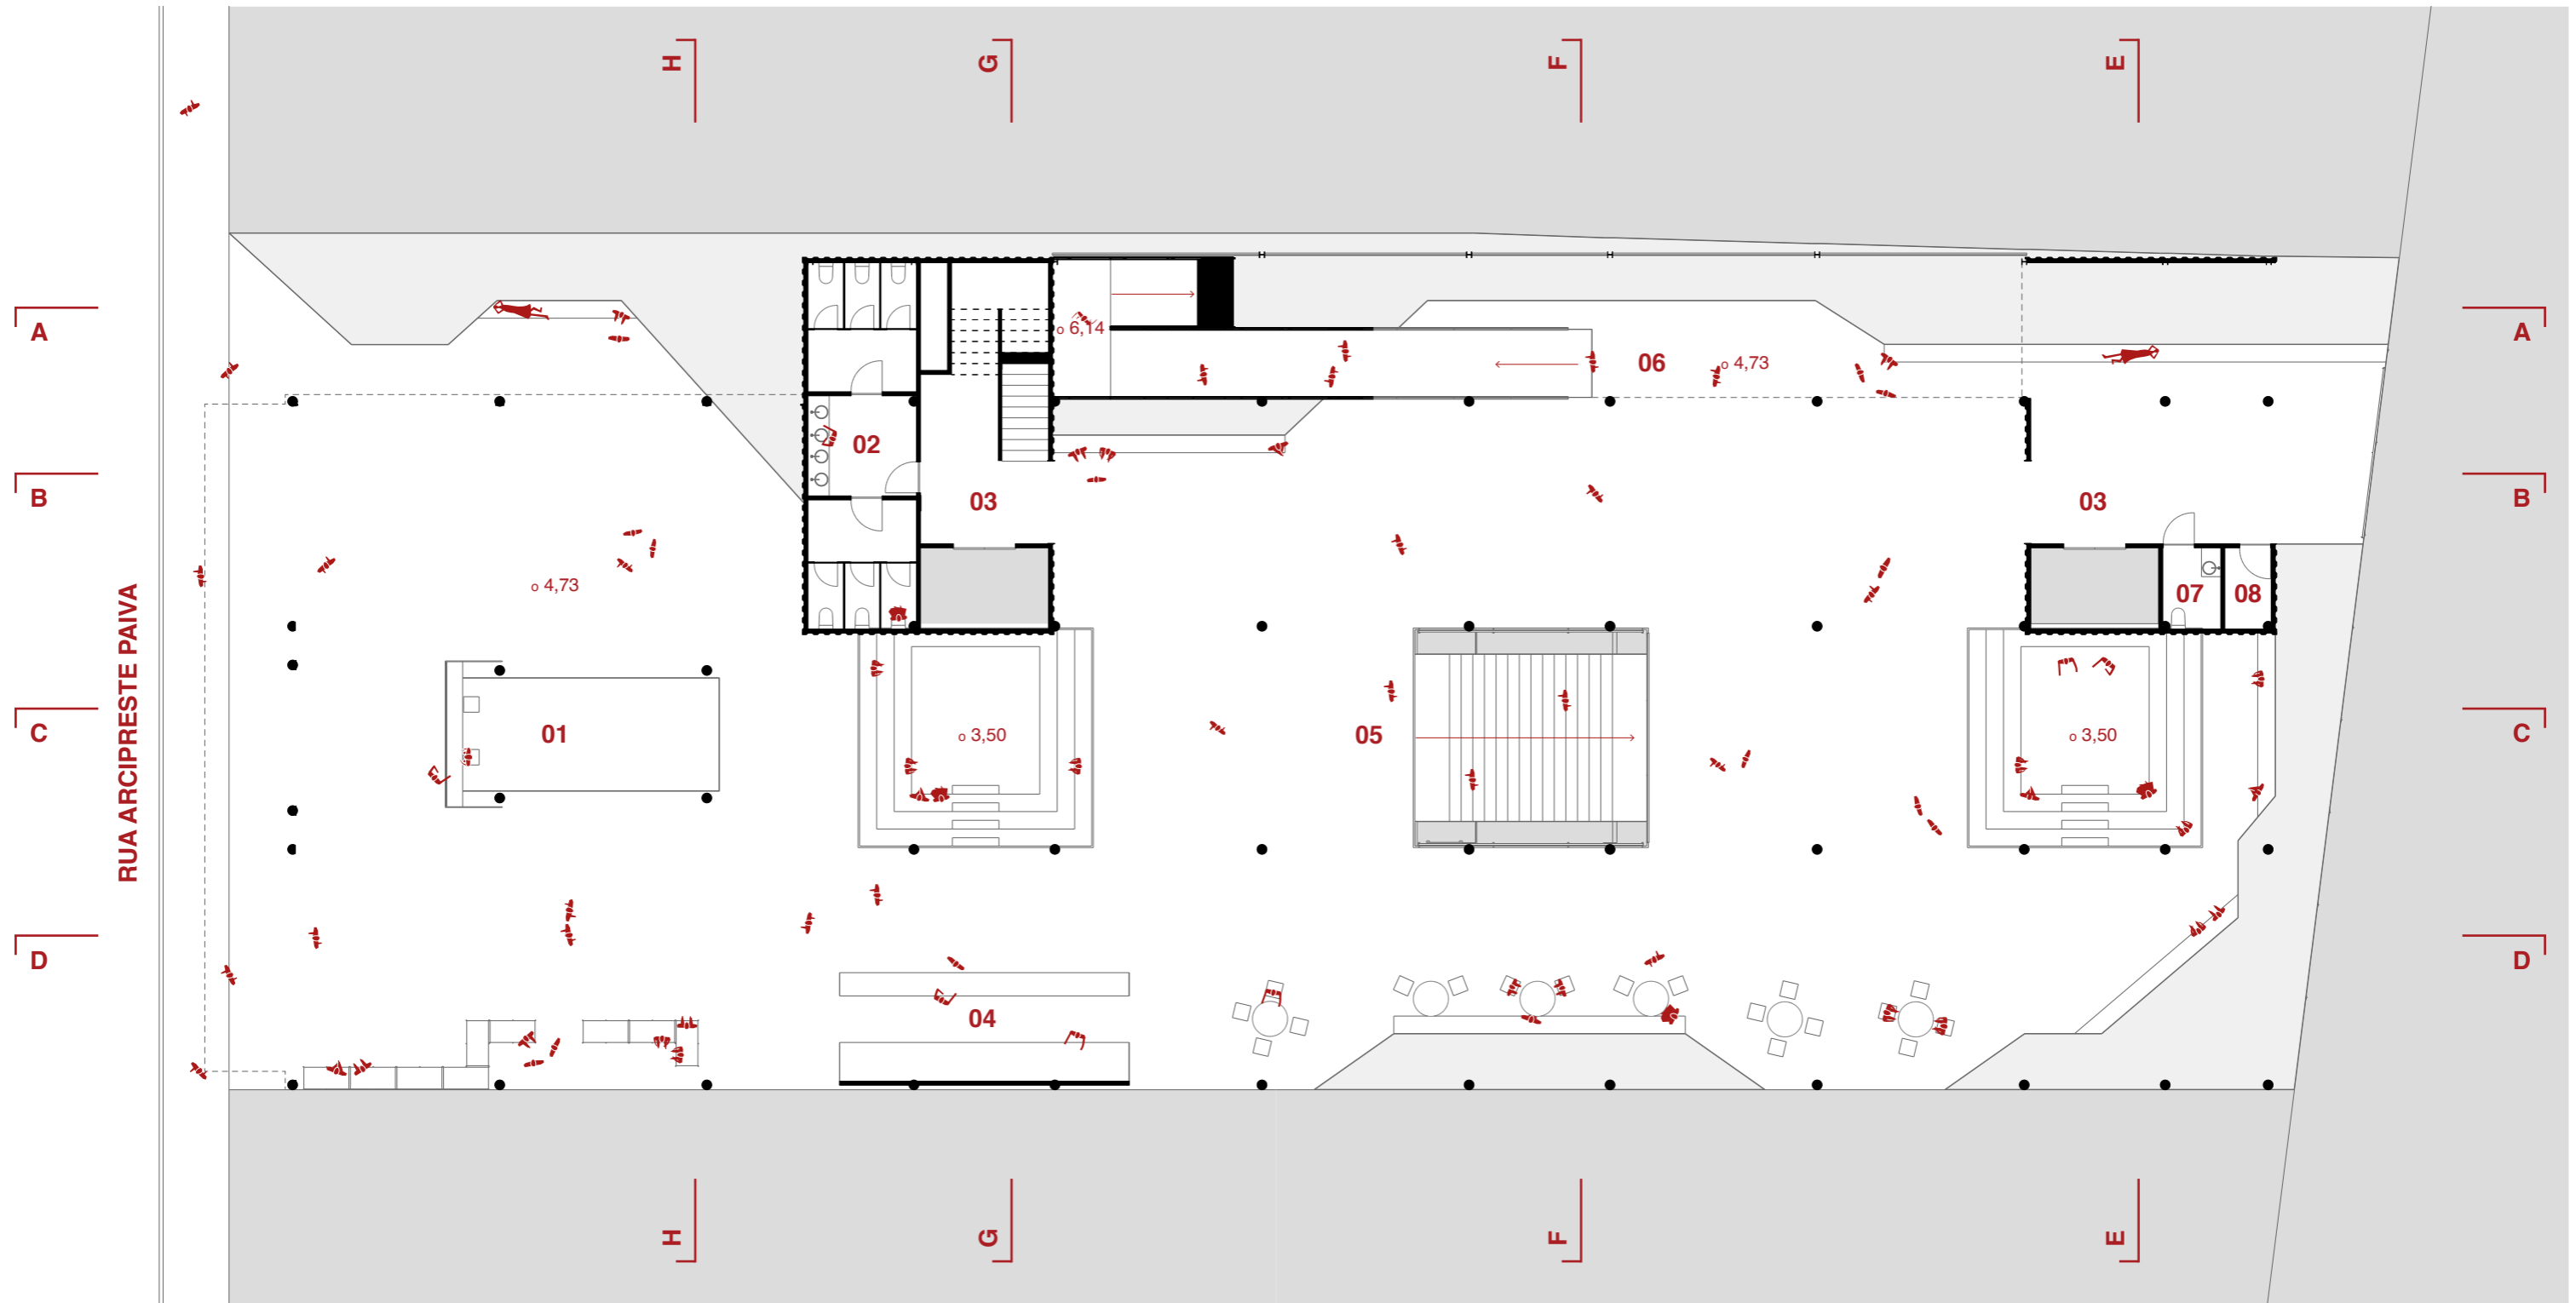 H G F E
A A
o 6,14
06 o 4,73
02
B 03 03 B
o 4,73
07 08
RUA ARCIPRESTE PAIVA
C 01 o 3,50 05 o 3,50 C
D D
04
H G F E